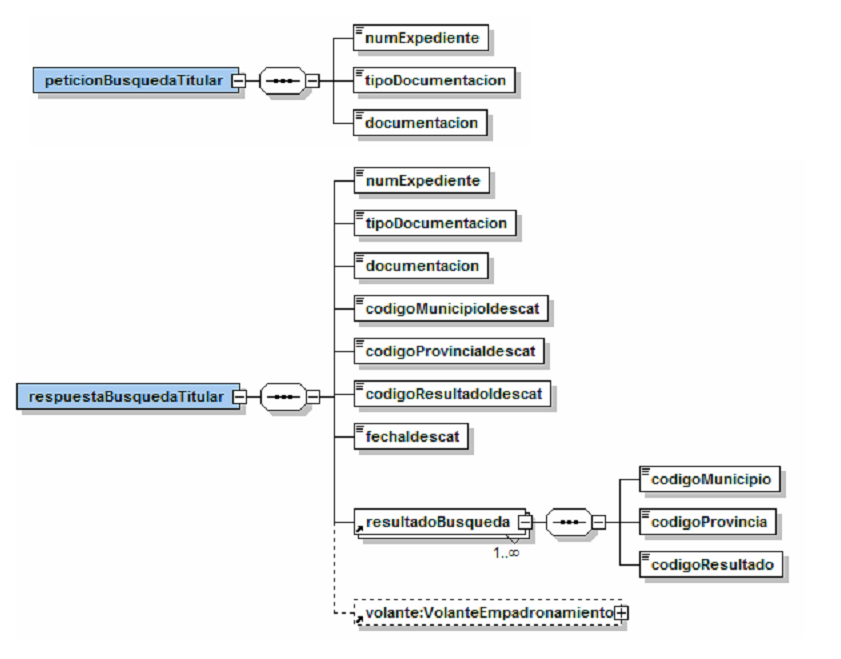 numExpediente
peticionBusquedaTitular
tipoDocumentacion
documentacion
numExpediente
tipoDocumentacion
documentacion
codigoMunicipioIdescat
codigoProvinciaIdescat
respuestaBusquedaTitular
codigoResultadoIdescat
fechaIdescat
resultadoBusqueda
1..∞
codigoMunicipio
codigoProvincia
codigoResultado
volante:VolanteEmpadronamiento